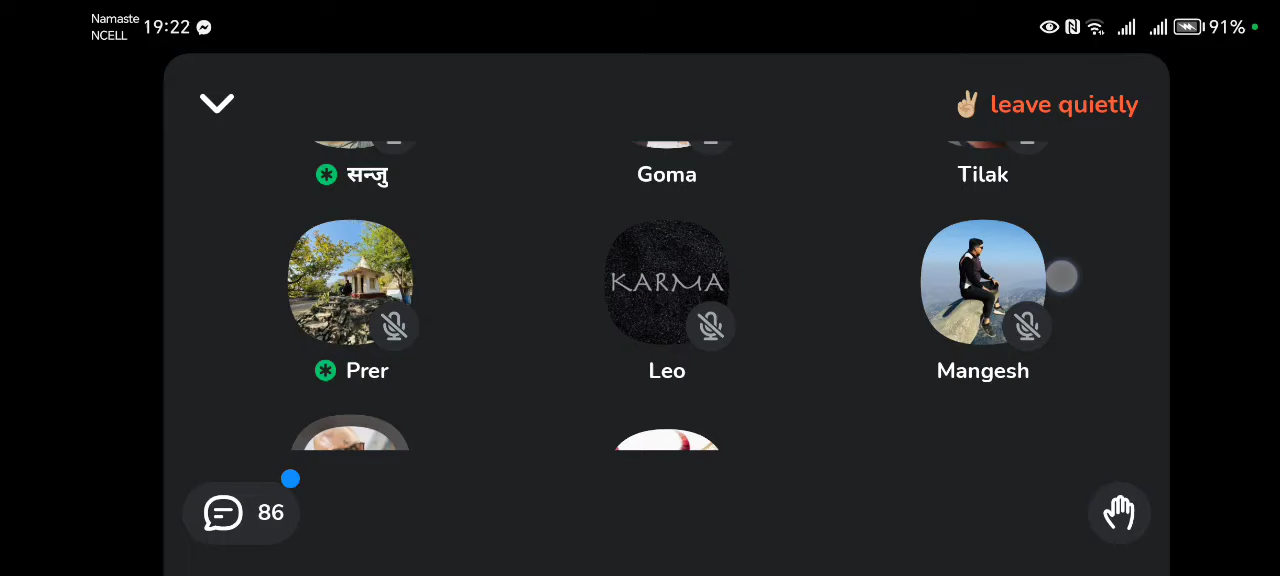 Namaste
NCELL
19:22
91%
✌🏼 leave quietly
सन्जु
Goma
Tilak
KARMA
Prer
Leo
Mangesh
86